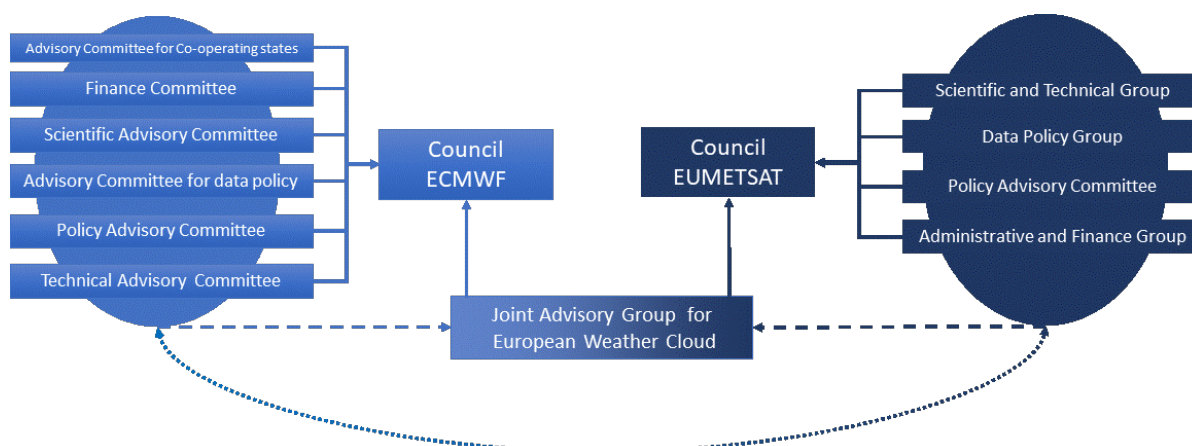 Advisory Committee for Co-operating states
Finance Committee
Scientific Advisory Committee
Advisory Committee for data policy
Policy Advisory Committee
Technical Advisory Committee
Council
ECMWF
Council
EUMETSAT
Scientific and Technical Group
Data Policy Group
Policy Advisory Committee
Administrative and Finance Group
Joint Advisory Group for
European Weather Cloud